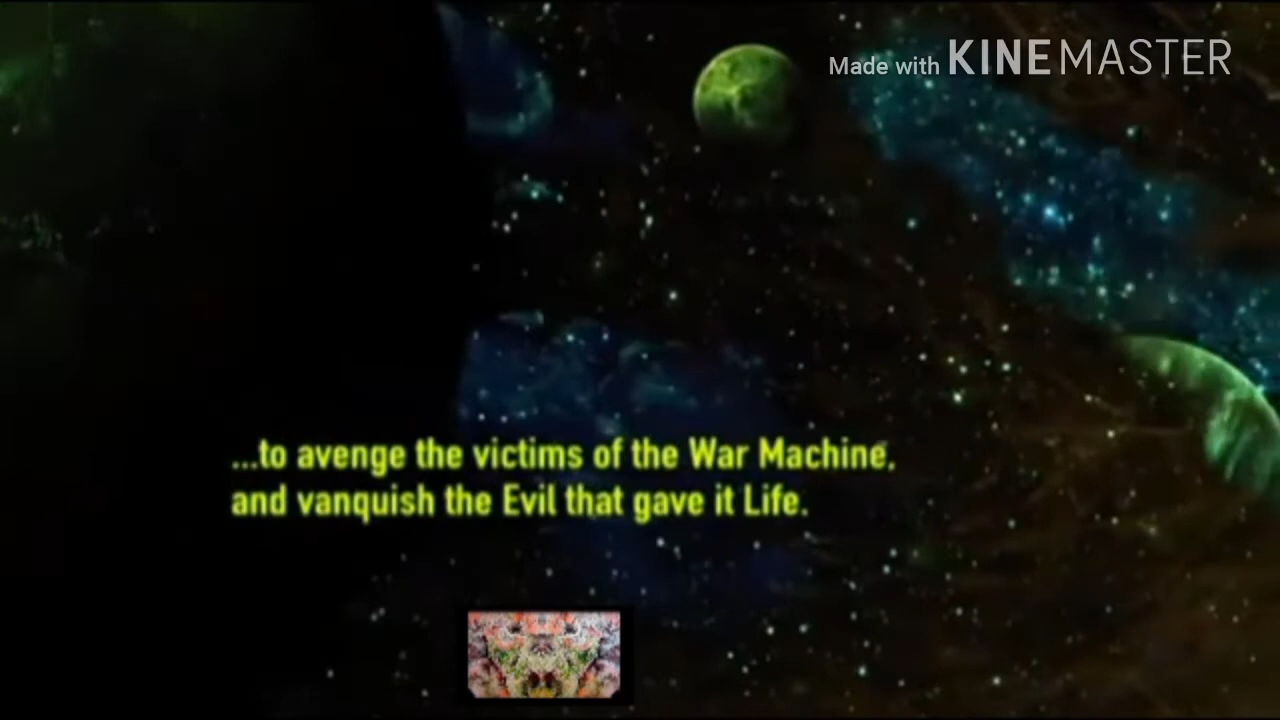 Made with KINEMASTER
...to avenge the victims of the War Machine,
and vanquish the Evil that gave it Life.